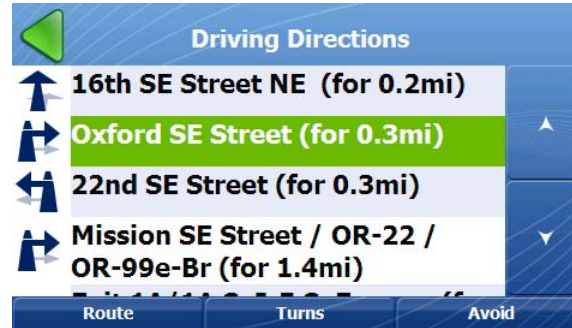 Driving Directions
16th SE Street NE (for 0.2mi)
Oxford SE Street (for 0.3mi)
22nd SE Street (for 0.3mi)
Mission SE Street / OR-22 /
OR-99e-Br (for 1.4mi)
Route
Turns
Avoid